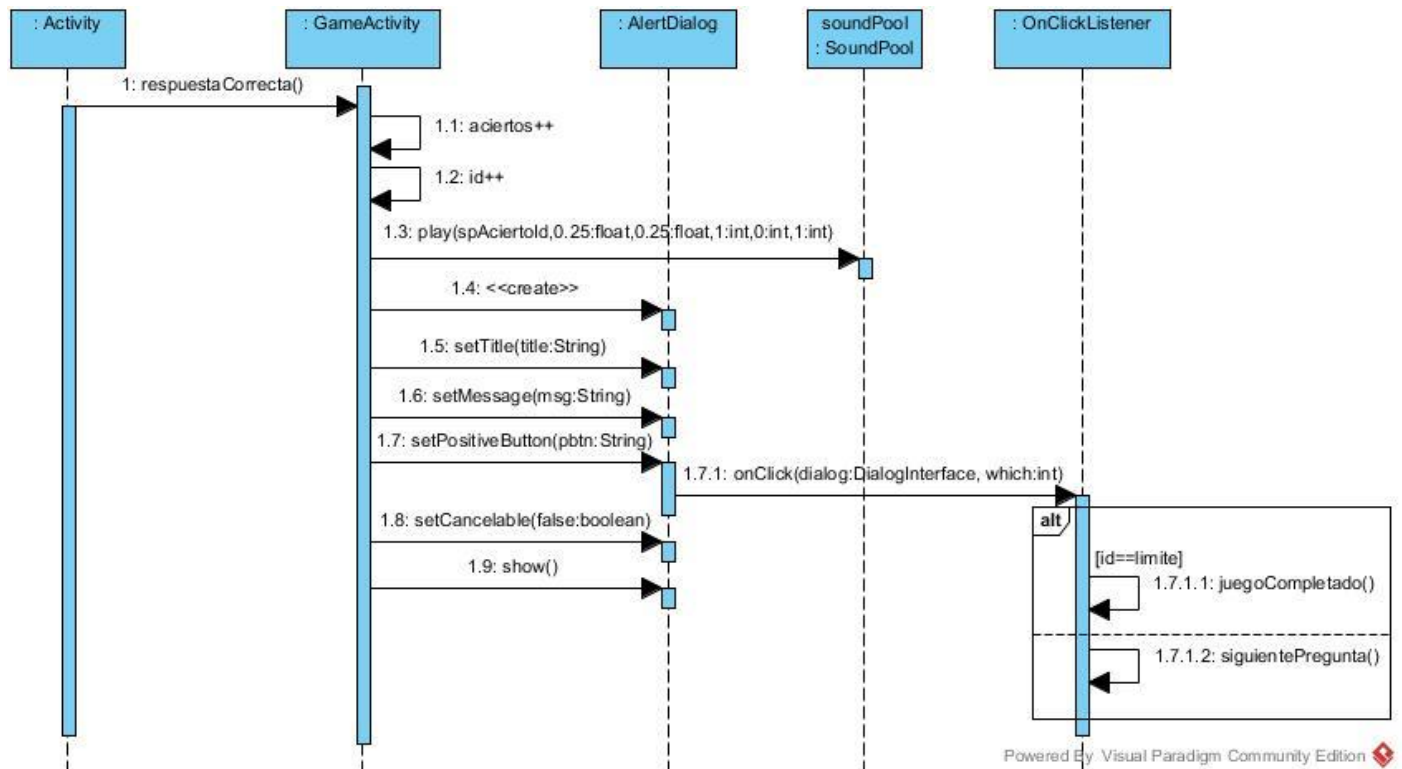 : Activity
: GameActivity
: AlertDialog
soundPool
: SoundPool
: OnClickListener
1: respuestaCorrecta()
1.1: aciertos++
1.2: id++
1.3: play(spAciertoId,0.25:float,0.25:float,1:int,0:int,1:int)
1.4: <<create>>
1.5: setTitle(title:String)
1.6: setMessage(msg:String)
1.7: setPositiveButton(pbtn:String)
1.7.1: onClick(dialog:DialogInterface, which:int)
1.8: setCancelable(false:boolean)
alt
[id==limite]
1.9: show()
1.7.1.1: juegoCompletado()
1.7.1.2: siguientePregunta()
Powered By Visual Paradigm Community Edition